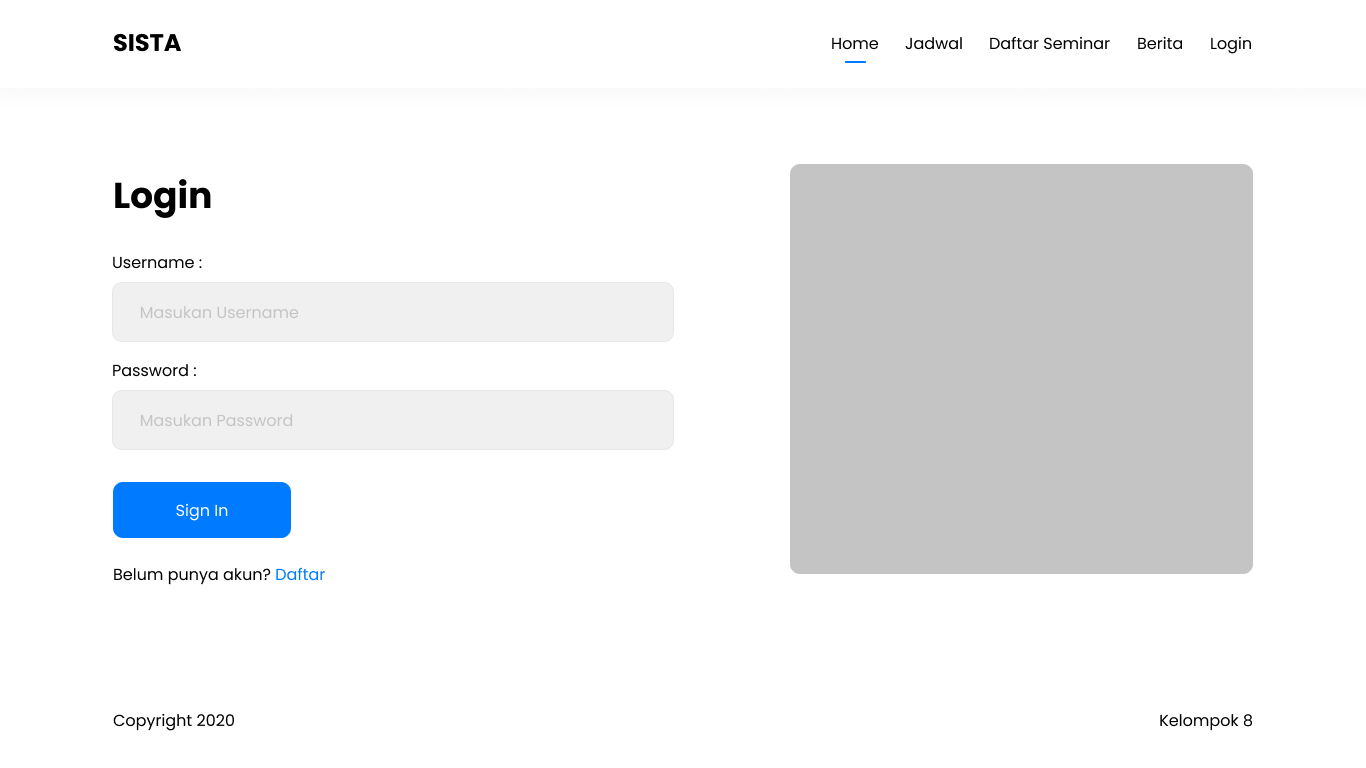 SISTA
Home Jadwal Daftar Seminar Berita Login
Login
Username :
Masukan Username
Password :
Masukan Password
Sign In
Belum punya akun? Daftar
Copyright 2020
Kelompok 8